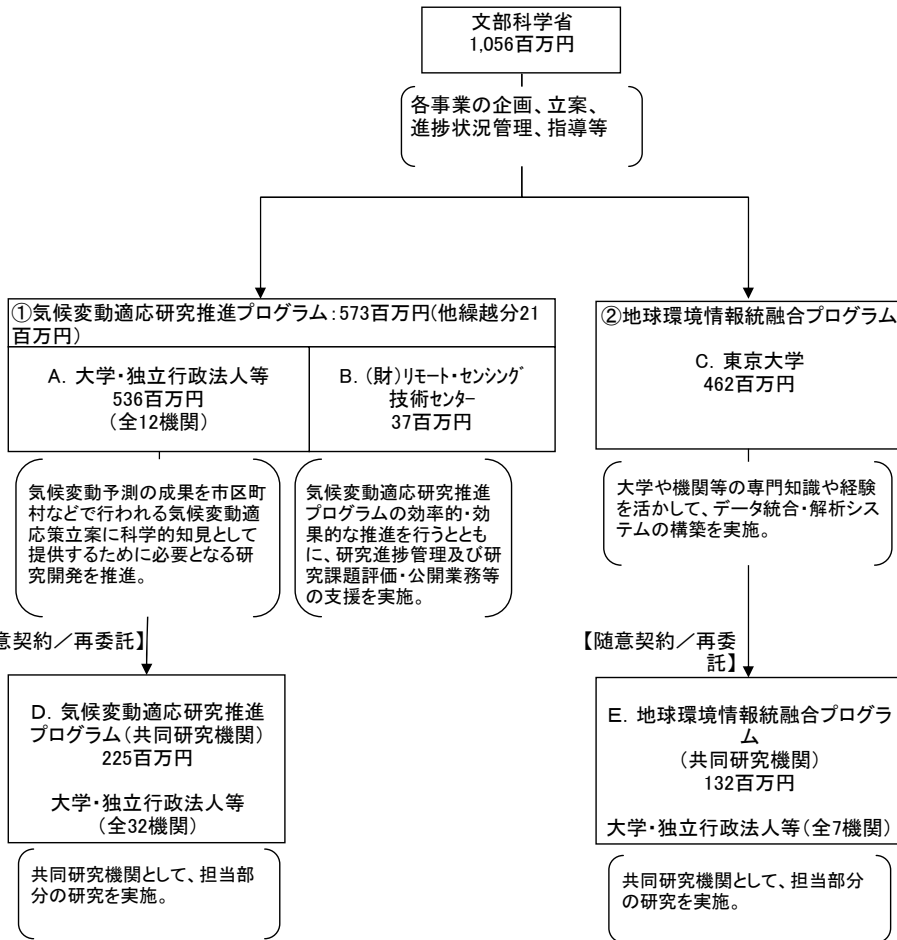 文部科学省
1,056百万円
各事業の企画、立案、
進捗状況管理、指導等
①気候変動適応研究推進プログラム：573百万円(他繰越分21
百万円)
A. 大学・独立行政法人等
536百万円
(全12機関)
B. (財)リモート・センシング
技術センター
37百万円
②地球環境情報統融合プログラム
C. 東京大学
462百万円
気候変動予測の成果を市区町
村などで行われる気候変動適
応策立案に科学的知見として
提供するために必要となる研
究開発を推進。
気候変動適応研究推進
プログラムの効率的・効
果的な推進を行うととも
に、研究進捗管理及び研
究課題評価・公開業務等
の支援を実施。
大学や機関等の専門知識や経験
を活かして、データ統合・解析シス
テムの構築を実施。
意契約／再委託】
【随意契約／再委
託】
D. 気候変動適応研究推進
プログラム(共同研究機関)
225百万円
大学・独立行政法人等
(全32機関)
E. 地球環境情報統融合プログラ
ム
(共同研究機関)
132百万円
大学・独立行政法人等(全7機関)
共同研究機関として、担当部
分の研究を実施。
共同研究機関として、担当部分
の研究を実施。